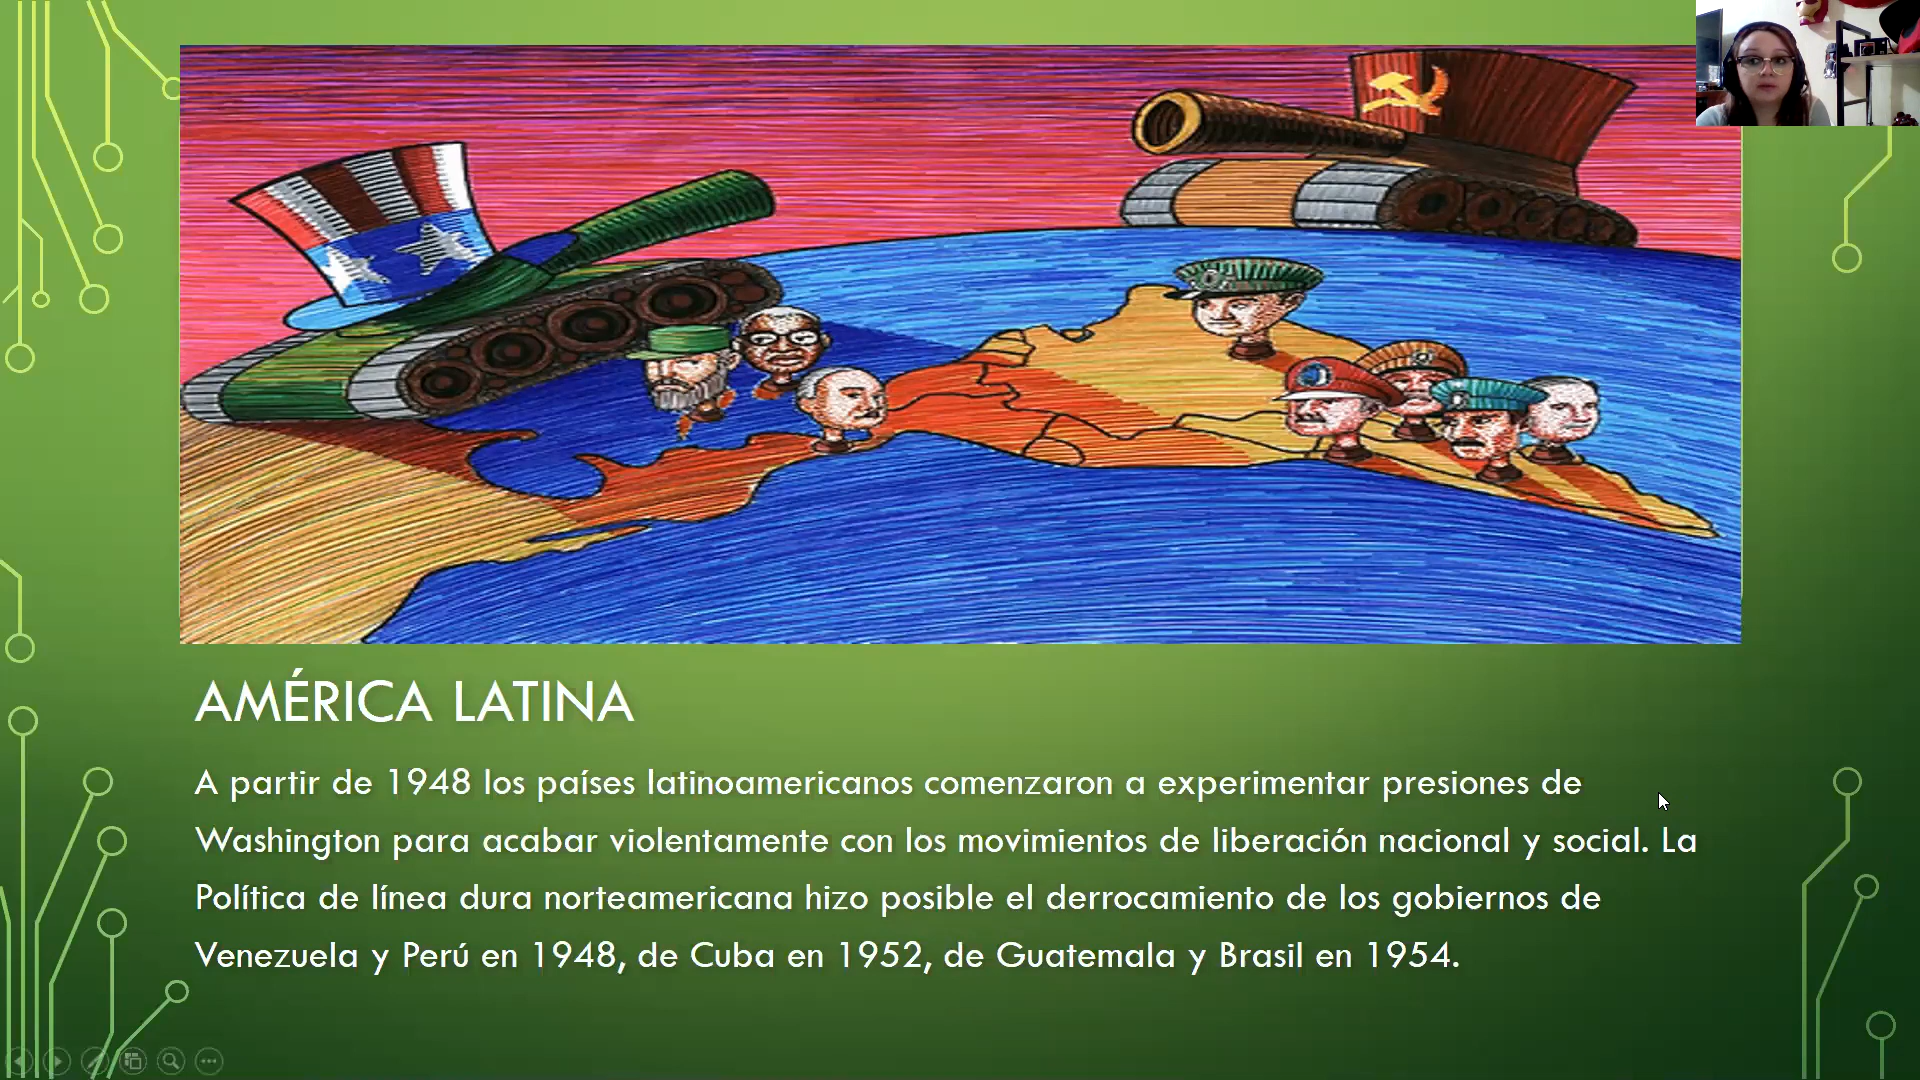 AMÉRICA LATINA
A partir de 1948 los países latinoamericanos comenzaron a experimentar presiones de
Washington para acabar violentamente con los movimientos de liberación nacional y social. La
Política de línea dura norteamericana hizo posible el derrocamiento de los gobiernos de
Venezuela y Perú en 1948, de Cuba en 1952, de Guatemala y Brasil en 1954.